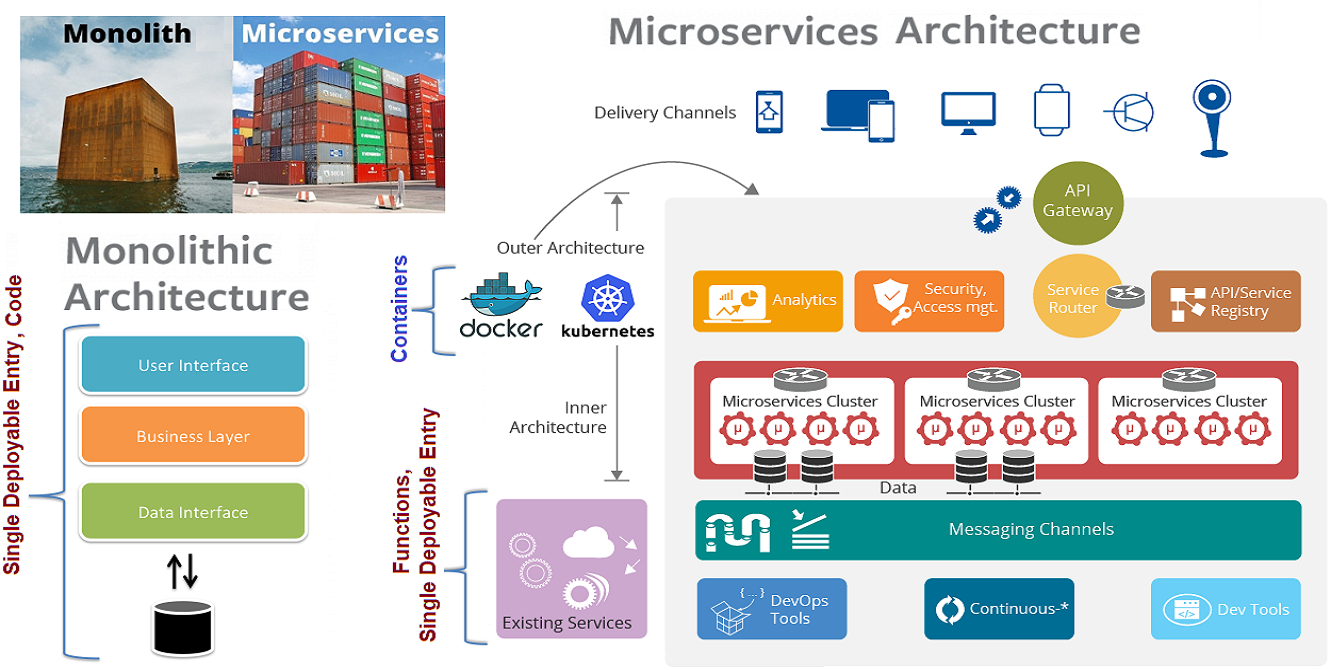 Monolith
Microservices
Microservices Architecture
Delivery Channels
API
Gateway
Monolithic
Architecture
Single Deployable Entry, Code
User Interface
Business Layer
Data Interface
Outer Architecture
Containers
docker
kubernetes
Inner
Architecture
Functions,
Single Deployable Entry
Existing Services
Analytics
Security,
Access mgt.
Service
Router
API/Service
Registry
Microservices Cluster
μ μ μ μ
Microservices Cluster
μ μ μ μ
Microservices Cluster
μ μ μ μ
Data
Messaging Channels
{...}
DevOps
Tools
Continuous-*
</>
Dev Tools